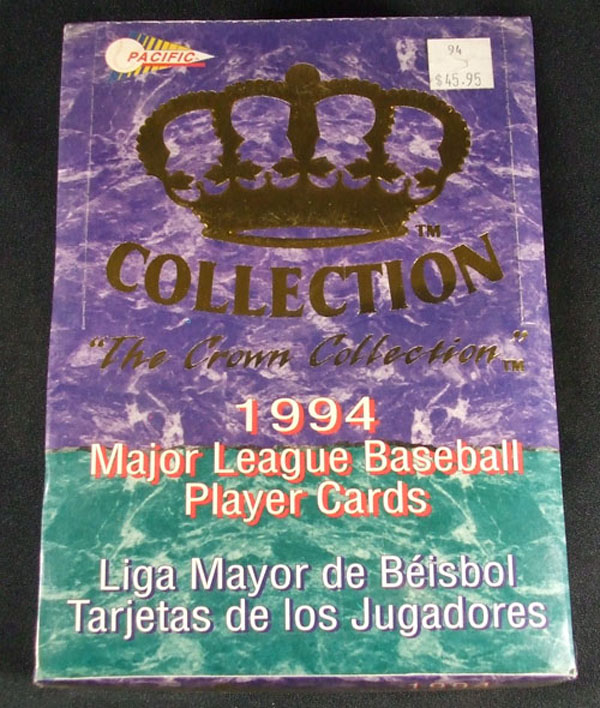 PACIFIC
94
$45.95
TM
COLLECTION
"The Crown Collection"TM
1994
Major League Baseball
Player Cards
Liga Mayor de Béisbol
Tarjetas de los Jugadores
1994